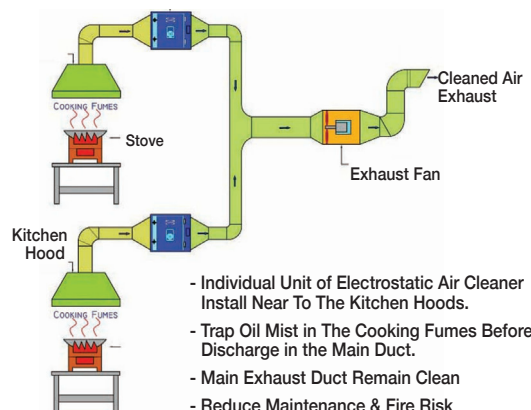 COOKING FUMES
Stove
Cleaned Air
Exhaust
Exhaust Fan
Kitchen
Hood
COOKING FUMES
- Individual Unit of Electrostatic Air Cleaner
Install Near To The Kitchen Hoods.
- Trap Oil Mist in The Cooking Fumes Before
Discharge in the Main Duct.
- Main Exhaust Duct Remain Clean
- Reduce Maintenance & Fire Risk